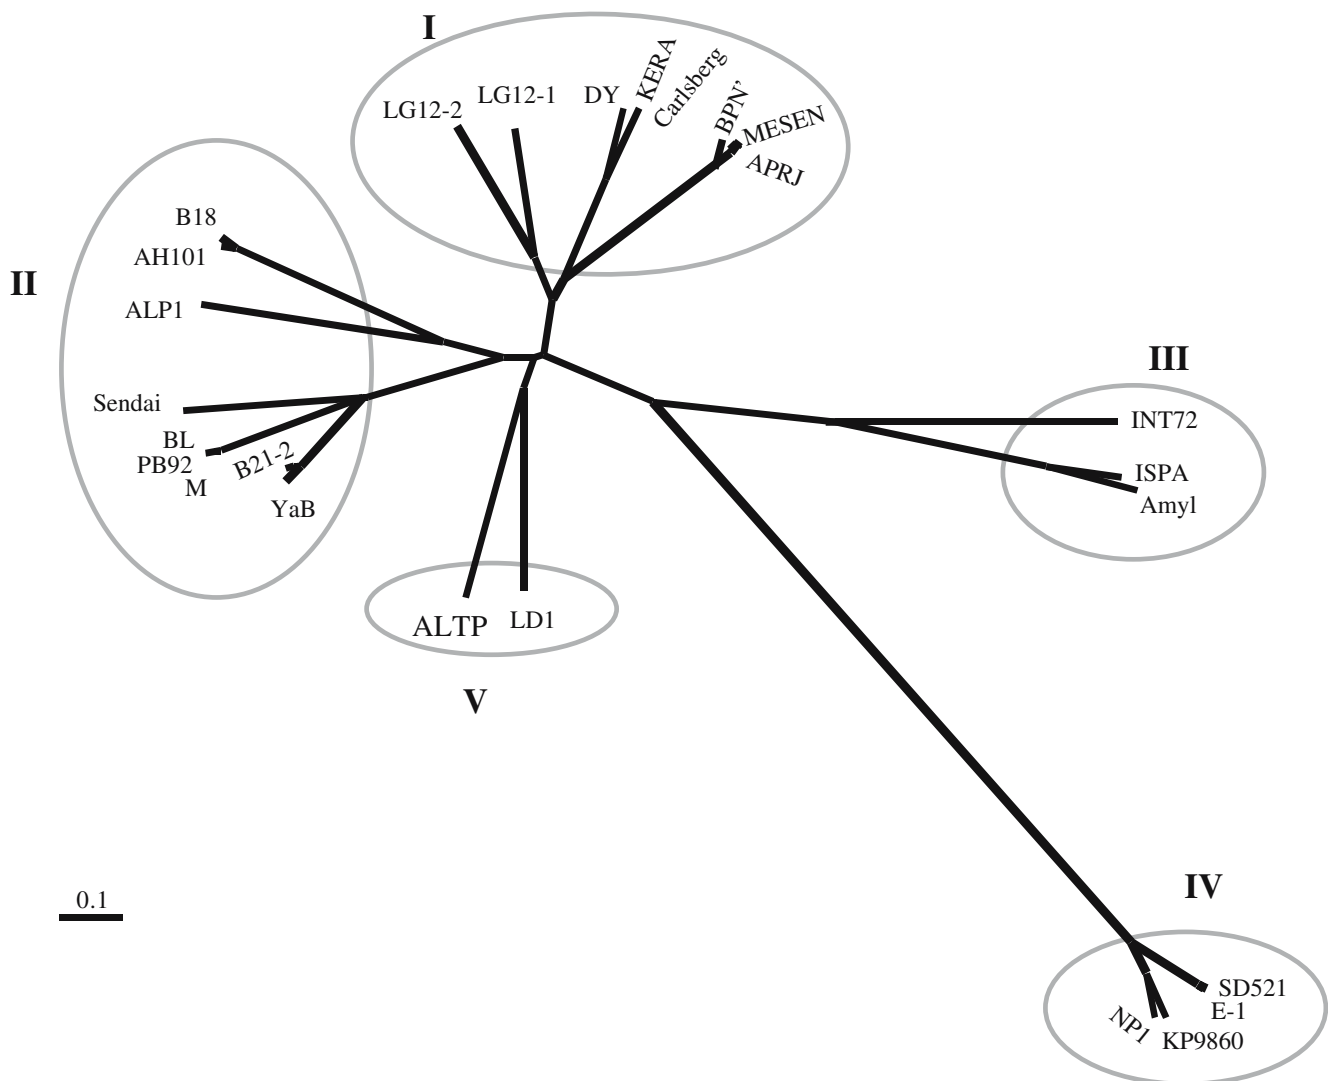 I
LG12-2
LG12-1
DY
KERA
Carlsberg
BPN’
MESEN
APRJ
II
B18
AH101
ALP1
Sendai
BL
PB92
M
B21-2
YaB
III
INT72
ISPA
Amyl
ALTP
LD1
V
0.1
IV
SD521
E-1
NP1
KP9860